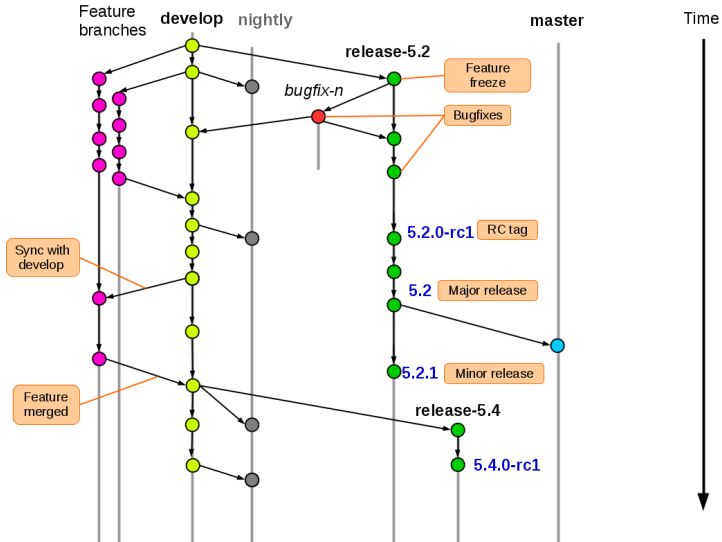 Feature
branches
develop
nightly
master
Time
release-5.2
Feature
freeze
bugfix-n
Bugfixes
5.2.0-rc1
RC tag
Sync with
develop
5.2
Major release
5.2.1
Minor release
Feature
merged
release-5.4
5.4.0-rc1